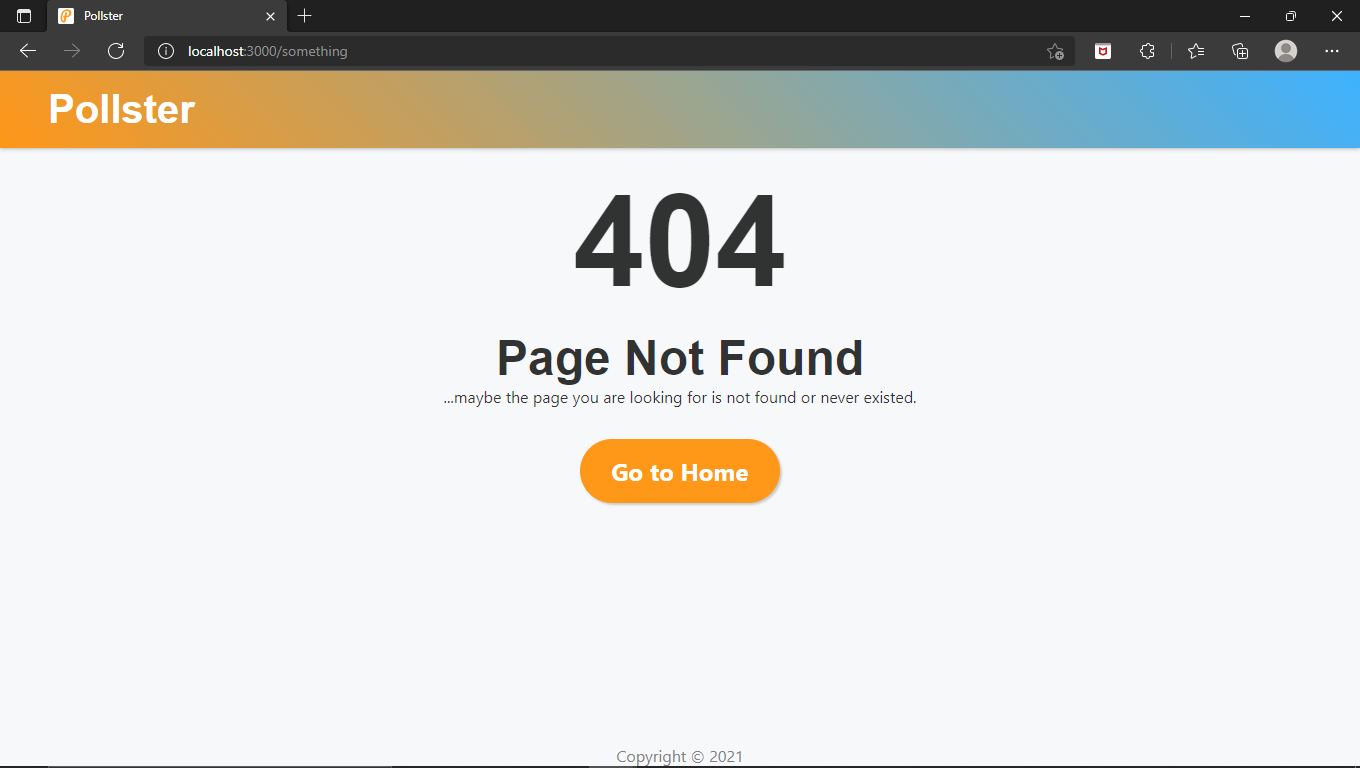 Pollster
localhost:3000/something
Pollster
404
Page Not Found
...maybe the page you are looking for is not found or never existed.
Go to Home
Copyright © 2021